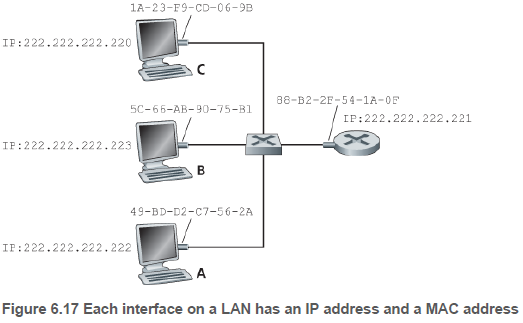 1A-23-F9-CD-06-9B
IP:222.222.222.220
C
5C-66-AB-90-75-B1
88-B2-2F-54-1A-0F
IP:222.222.222.221
IP:222.222.222.223
B
49-BD-D2-C7-56-2A
IP:222.222.222.222
A
Figure 6.17 Each interface on a LAN has an IP address and a MAC address